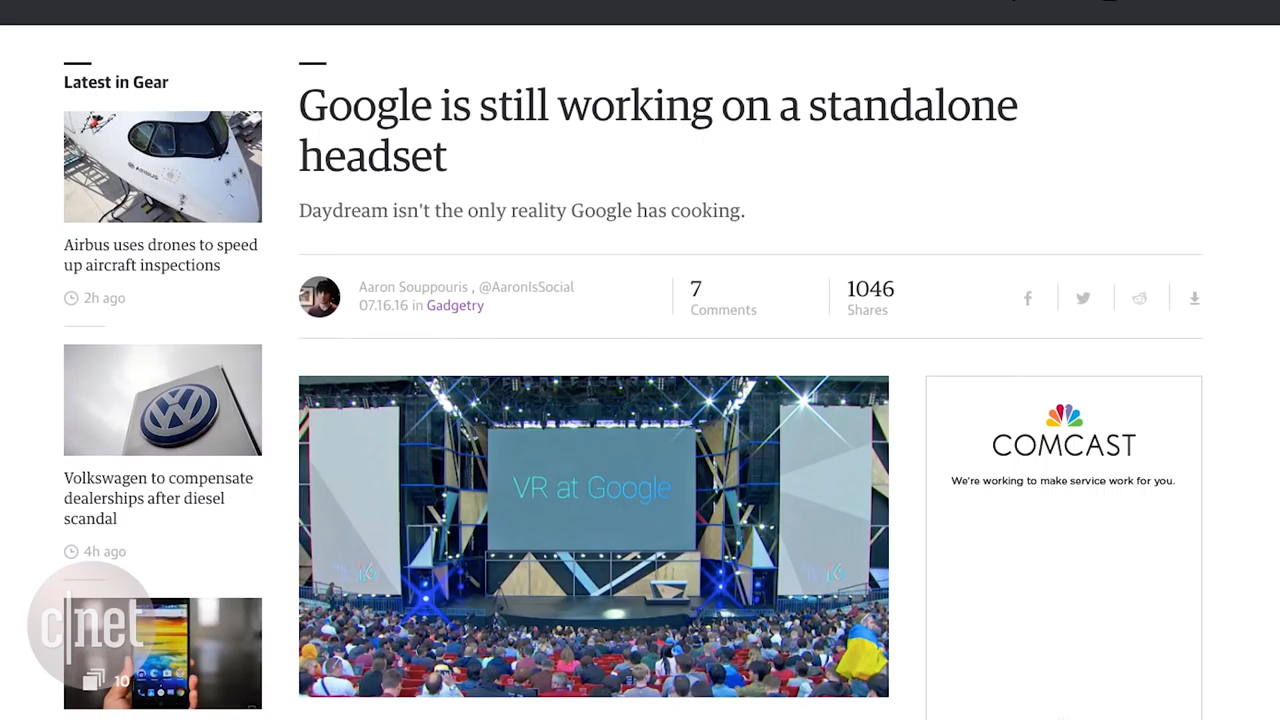 Latest in Gear
AIRBUS
Airbus uses drones to speed
up aircraft inspections
2h ago
Volkswagen to compensate
dealerships after diesel
scandal
4h ago
c|net
10
Google is still working on a standalone
headset
Daydream isn't the only reality Google has cooking.
Aaron Souppouris , @AaronIsSocial
07.16.16 in Gadgetry
7
Comments
1046
Shares
VR at Google
COMCAST
We're working to make service work for you.